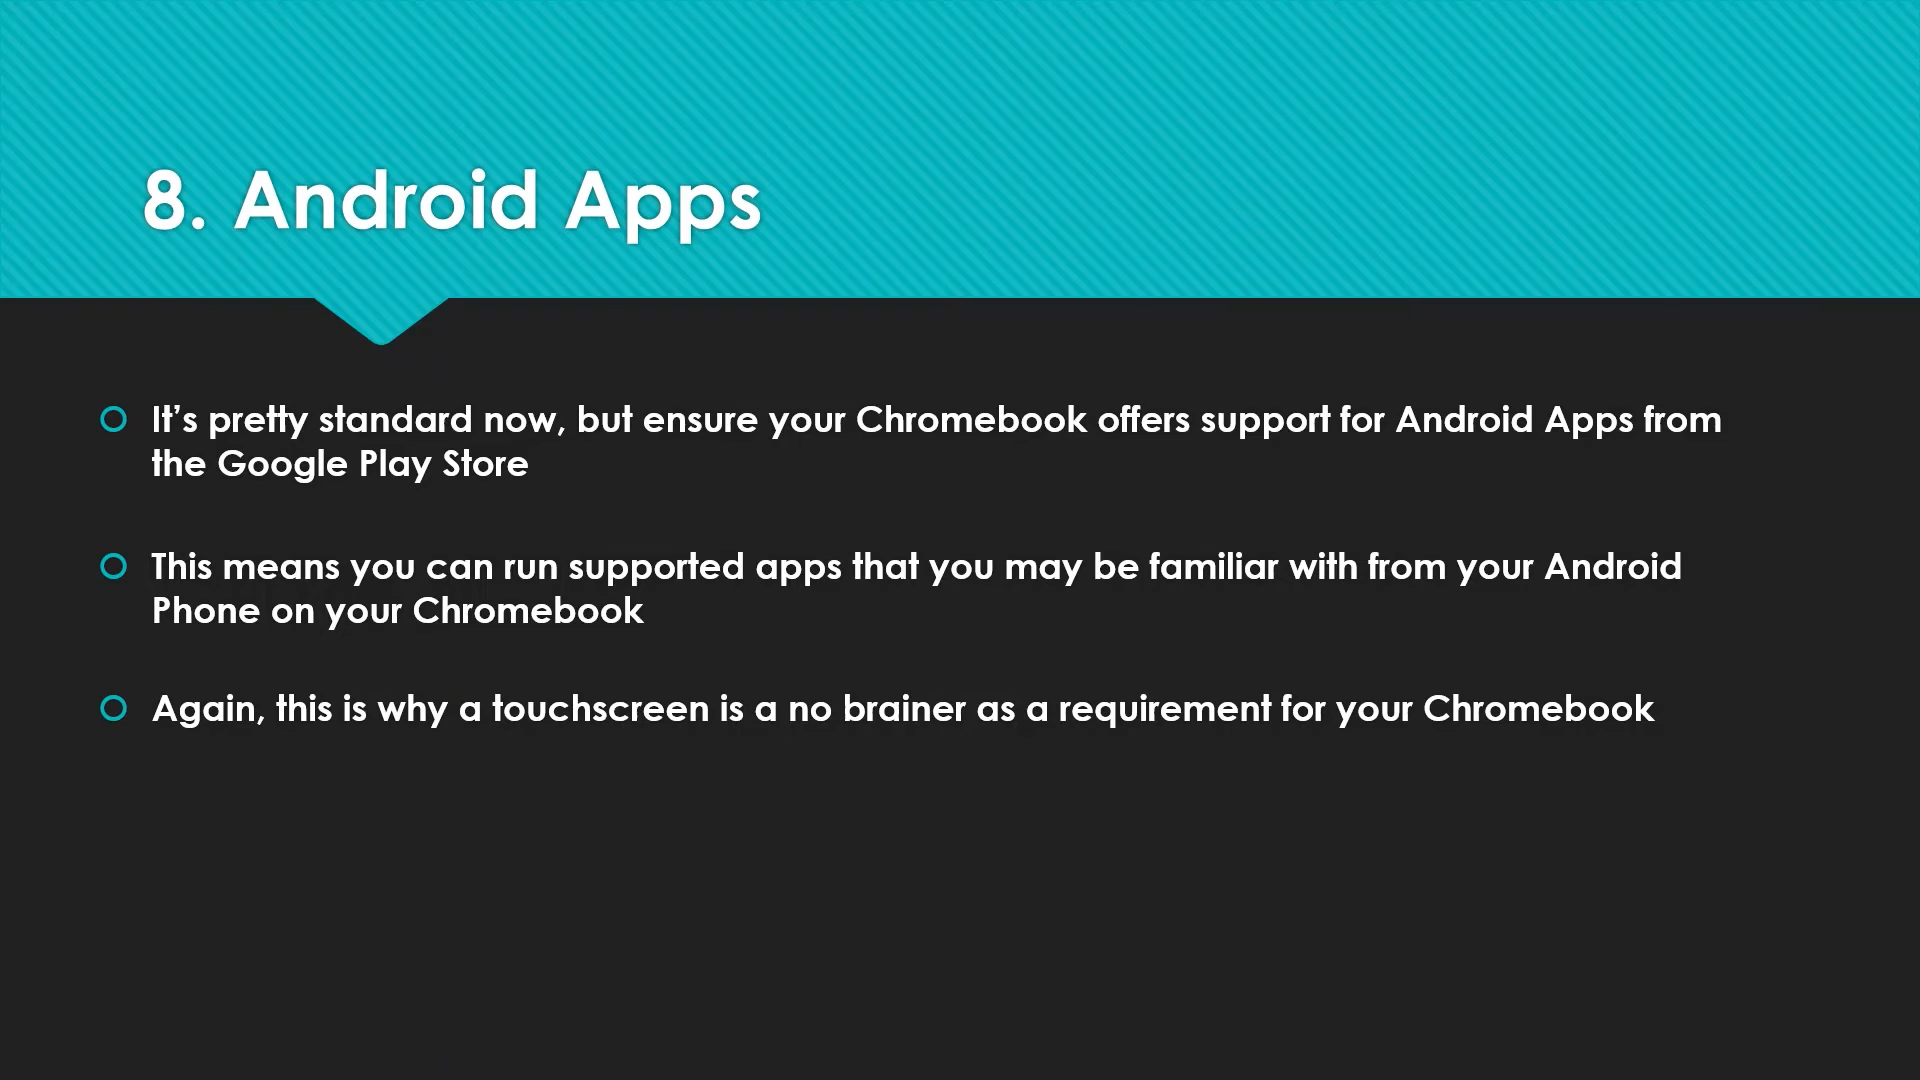 8. Android Apps
It’s pretty standard now, but ensure your Chromebook offers support for Android Apps from
the Google Play Store
This means you can run supported apps that you may be familiar with from your Android
Phone on your Chromebook
Again, this is why a touchscreen is a no brainer as a requirement for your Chromebook